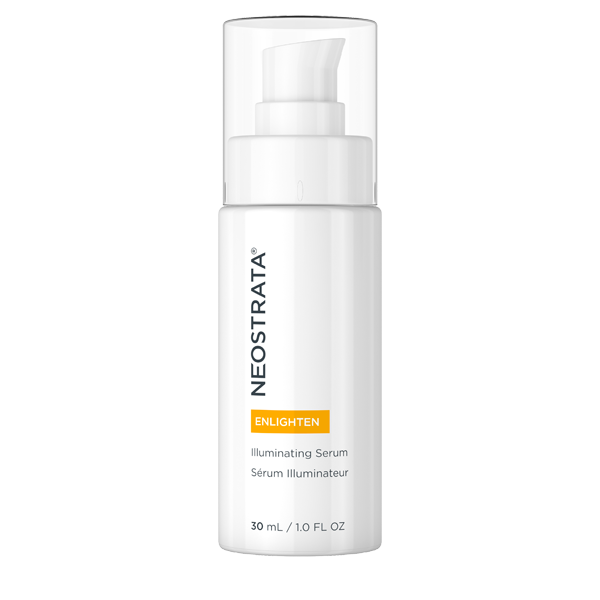 NEOSTRATA®
ENLIGHTEN
Illuminating Serum
Sérum Illuminateur
30 mL / 1.0 FL OZ